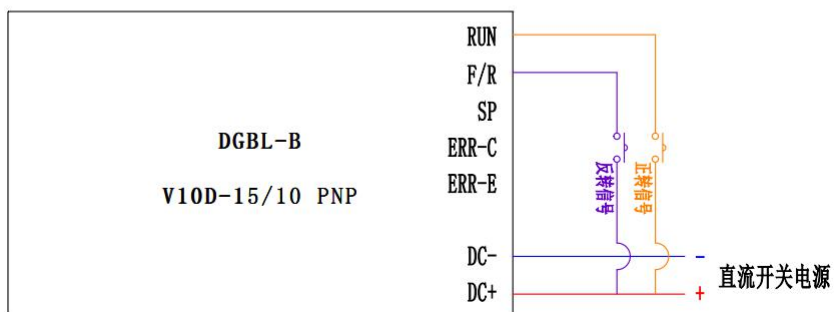 RUN
F/R
SP
DGBL-B
ERR-C
V10D-15/10 PNP
ERR-E
反转信号
正转信号
DC-
-
直流开关电源
DC+
+